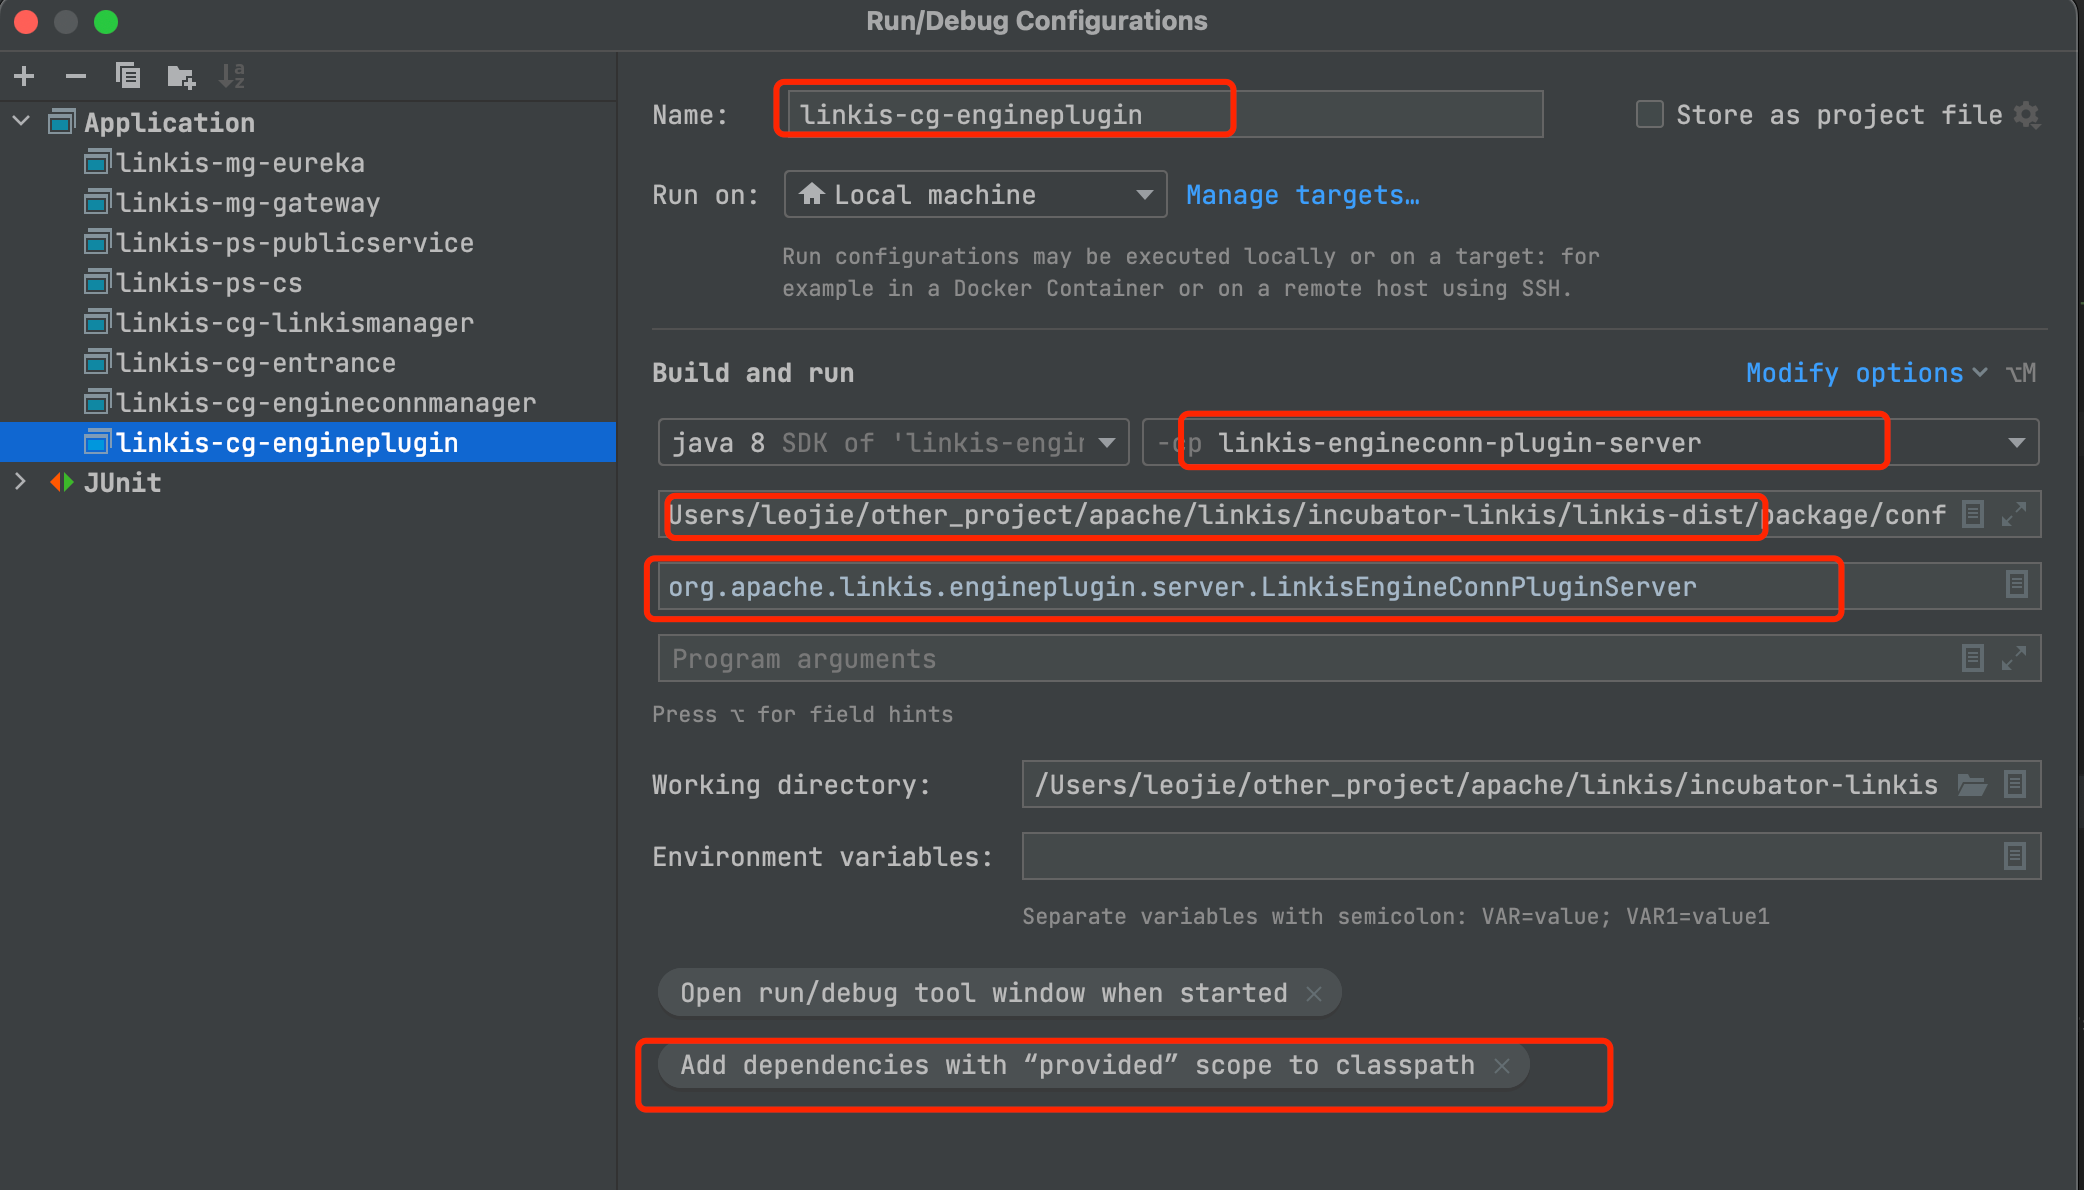 Run/Debug Configurations
Application
linkis-mg-eureka
linkis-mg-gateway
linkis-ps-publicservice
linkis-ps-cs
linkis-cg-linkismanager
linkis-cg-entrance
linkis-cg-engineconnmanager
linkis-cg-engineplugin
JUnit
Name: linkis-cg-engineplugin
Store as project file
Run on: Local machine Manage targets…
Run configurations may be executed locally or on a target: for
example in a Docker Container or on a remote host using SSH.
Build and run Modify options ⌥M
java 8 SDK of 'linkis-engin -cp linkis-engineconn-plugin-server
Users/leojie/other_project/apache/linkis/incubator-linkis/linkis-dist/package/conf
org.apache.linkis.engineplugin.server.LinkisEngineConnPluginServer
Program arguments
Press ⌥ for field hints
Working directory: /Users/leojie/other_project/apache/linkis/incubator-linkis
Environment variables:
Separate variables with semicolon: VAR=value; VAR1=value1
Open run/debug tool window when started
Add dependencies with “provided” scope to classpath